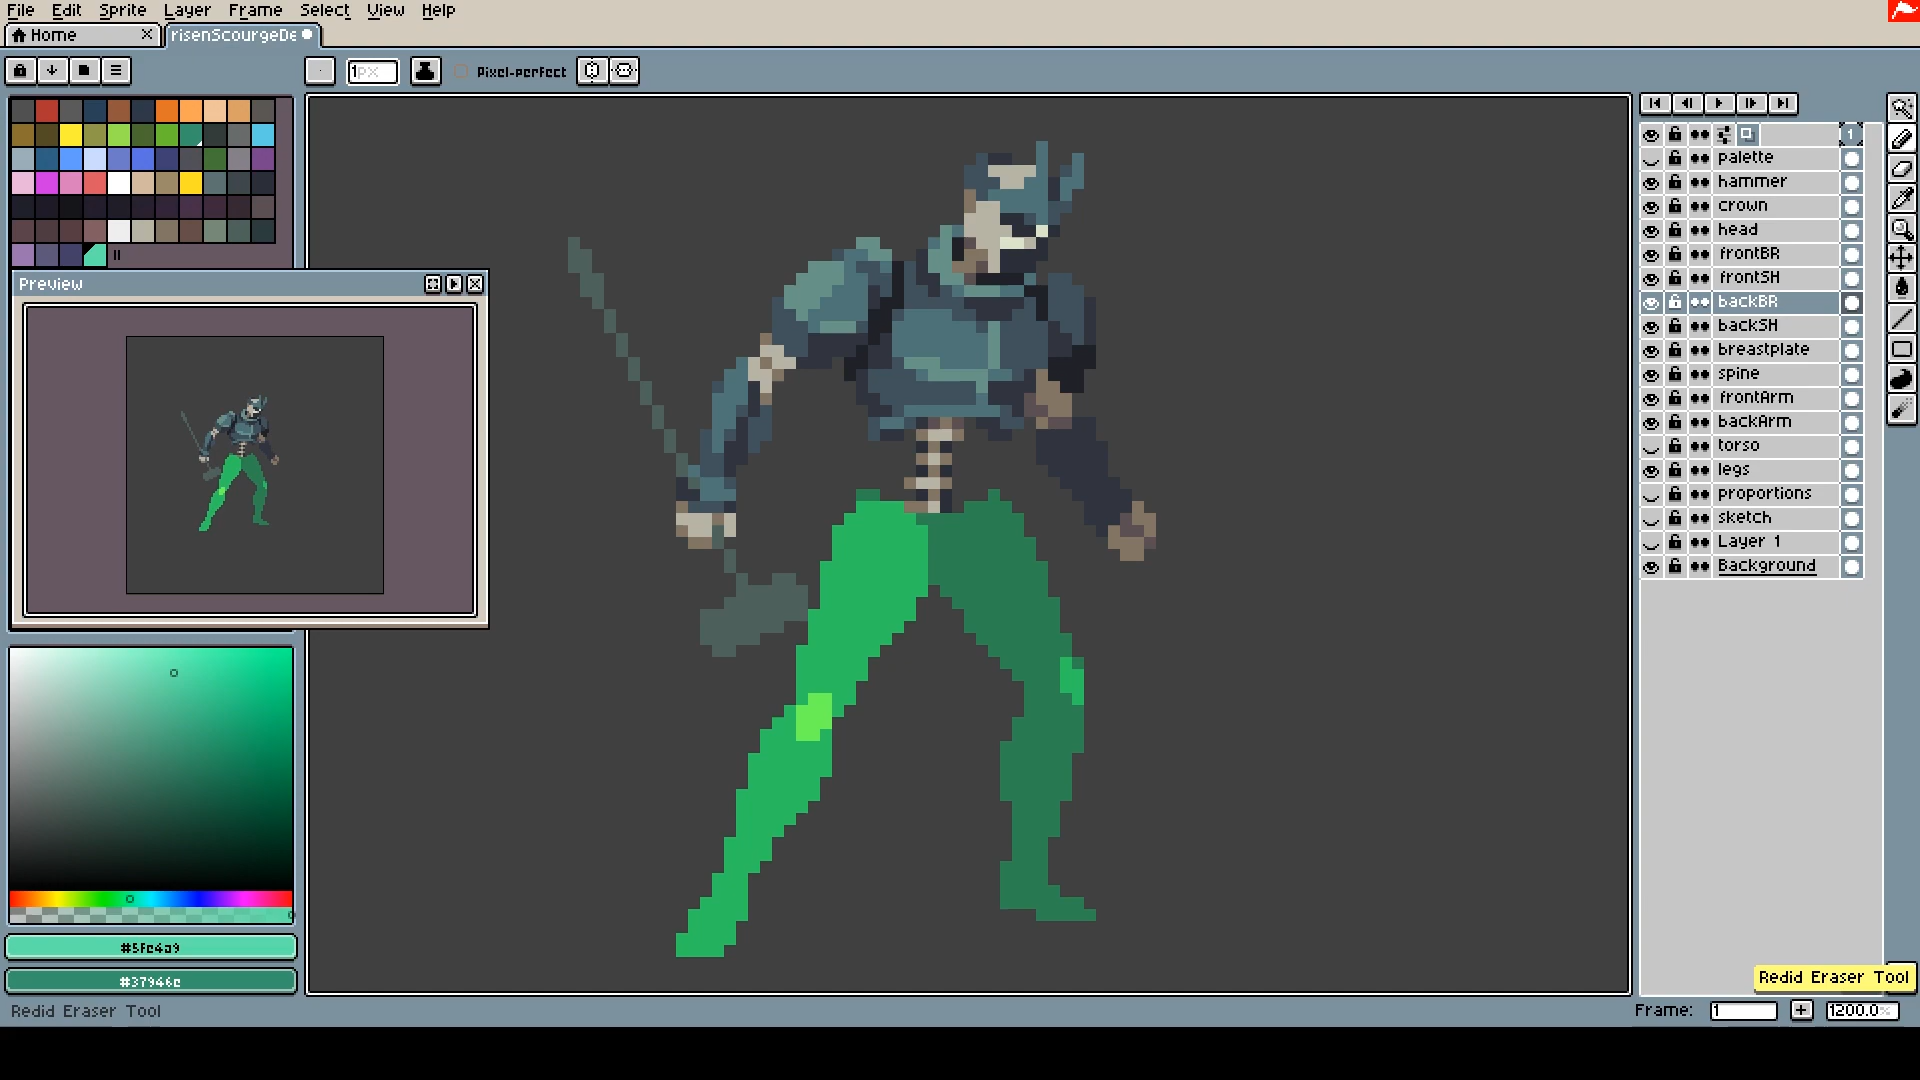 File Edit Sprite Layer Frame Select View Help
Home risenScourgeDe
1px Pixel-perfect
1
palette
hammer
crown
head
frontBR
frontSH
backBR
backSH
breastplate
spine
frontArm
backArm
torso
legs
proportions
sketch
Layer 1
Background
Preview
#5fe4a9
#37946e
Redid Eraser Tool
Redid Eraser Tool
Frame: 1 1200.0%